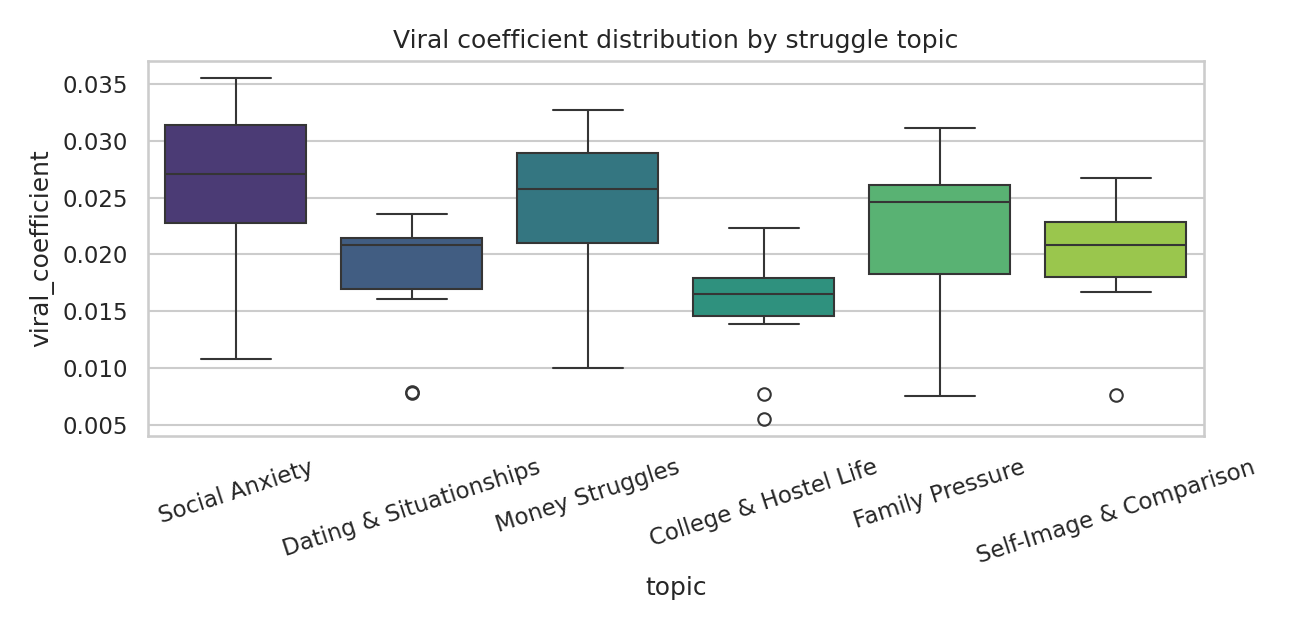 Viral coefficient distribution by struggle topic
viral_coefficient
0.035
0.030
0.025
0.020
0.015
0.010
0.005
Social Anxiety
Dating & Situationships
Money Struggles
College & Hostel Life
Family Pressure
Self-Image & Comparison
topic